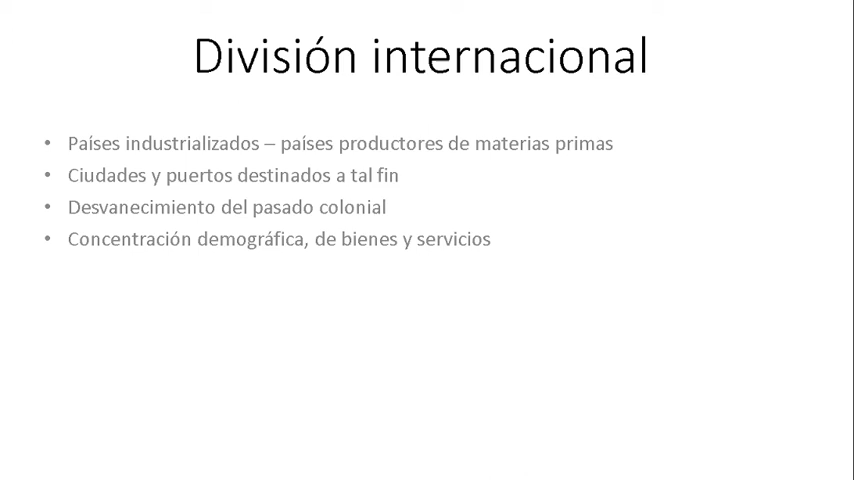 División internacional
• Países industrializados – países productores de materias primas
• Ciudades y puertos destinados a tal fin
• Desvanecimiento del pasado colonial
• Concentración demográfica, de bienes y servicios